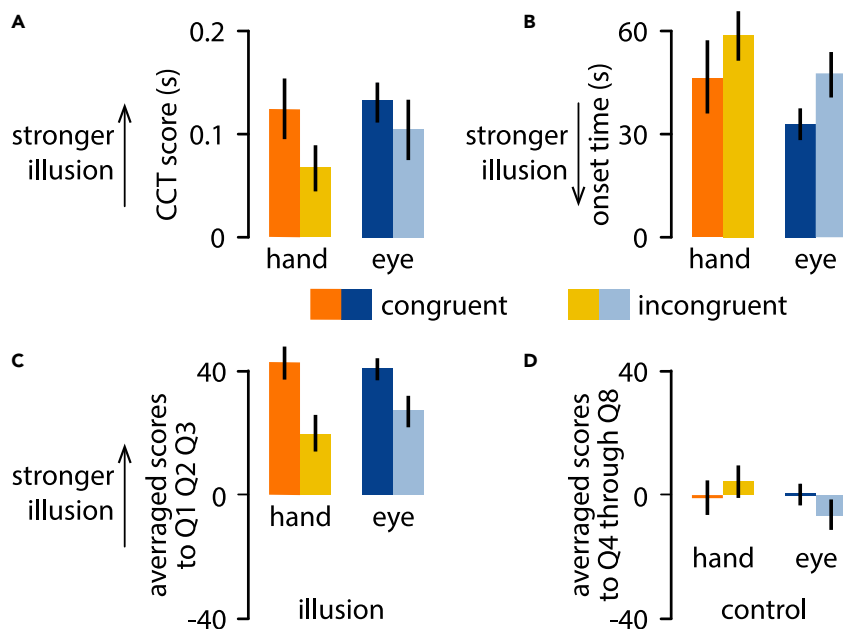 A
0.2
0.1
0
CCT score (s)
stronger
illusion
hand
eye
B
60
30
0
onset time (s)
stronger
illusion
hand
eye
congruent
incongruent
C
40
0
-40
averraged scores
to Q1 Q2 Q3
stronger
illusion
hand
eye
illusion
D
40
0
-40
averaged scores
to Q4 through Q8
hand
eye
control